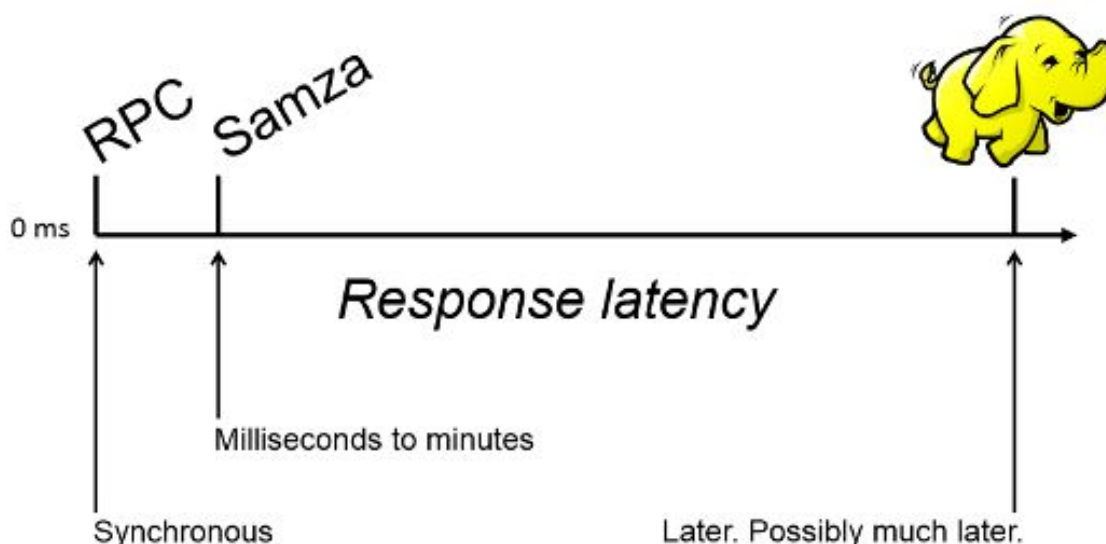 RPC
Samza
0 ms
Response latency
Milliseconds to minutes
Synchronous
Later. Possibly much later.